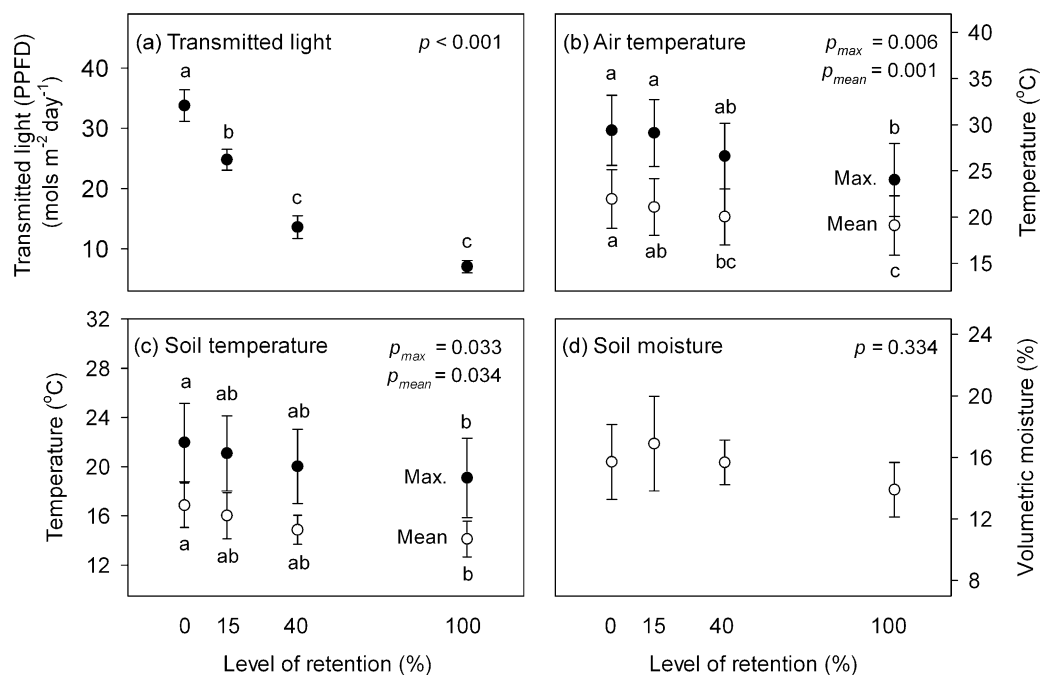 (a) Transmitted light
p < 0.001
Transmitted light (PPFD)
(mols m⁻² day⁻¹)
40
30
20
10
a
b
c
c
(b) Air temperature
p max = 0.006
p mean = 0.001
a
a
ab
b
Max.
Mean
a
ab
bc
c
40
35
30
25
20
15
Temperature (°C)
(c) Soil temperature
p max = 0.033
p mean = 0.034
Temperature (°C)
32
28
24
20
16
12
a
ab
ab
b
Max.
Mean
a
ab
ab
b
0 15 40 100
Level of retention (%)
(d) Soil moisture
p = 0.334
24
20
16
12
8
Volumetric moisture (%)
0 15 40 100
Level of retention (%)